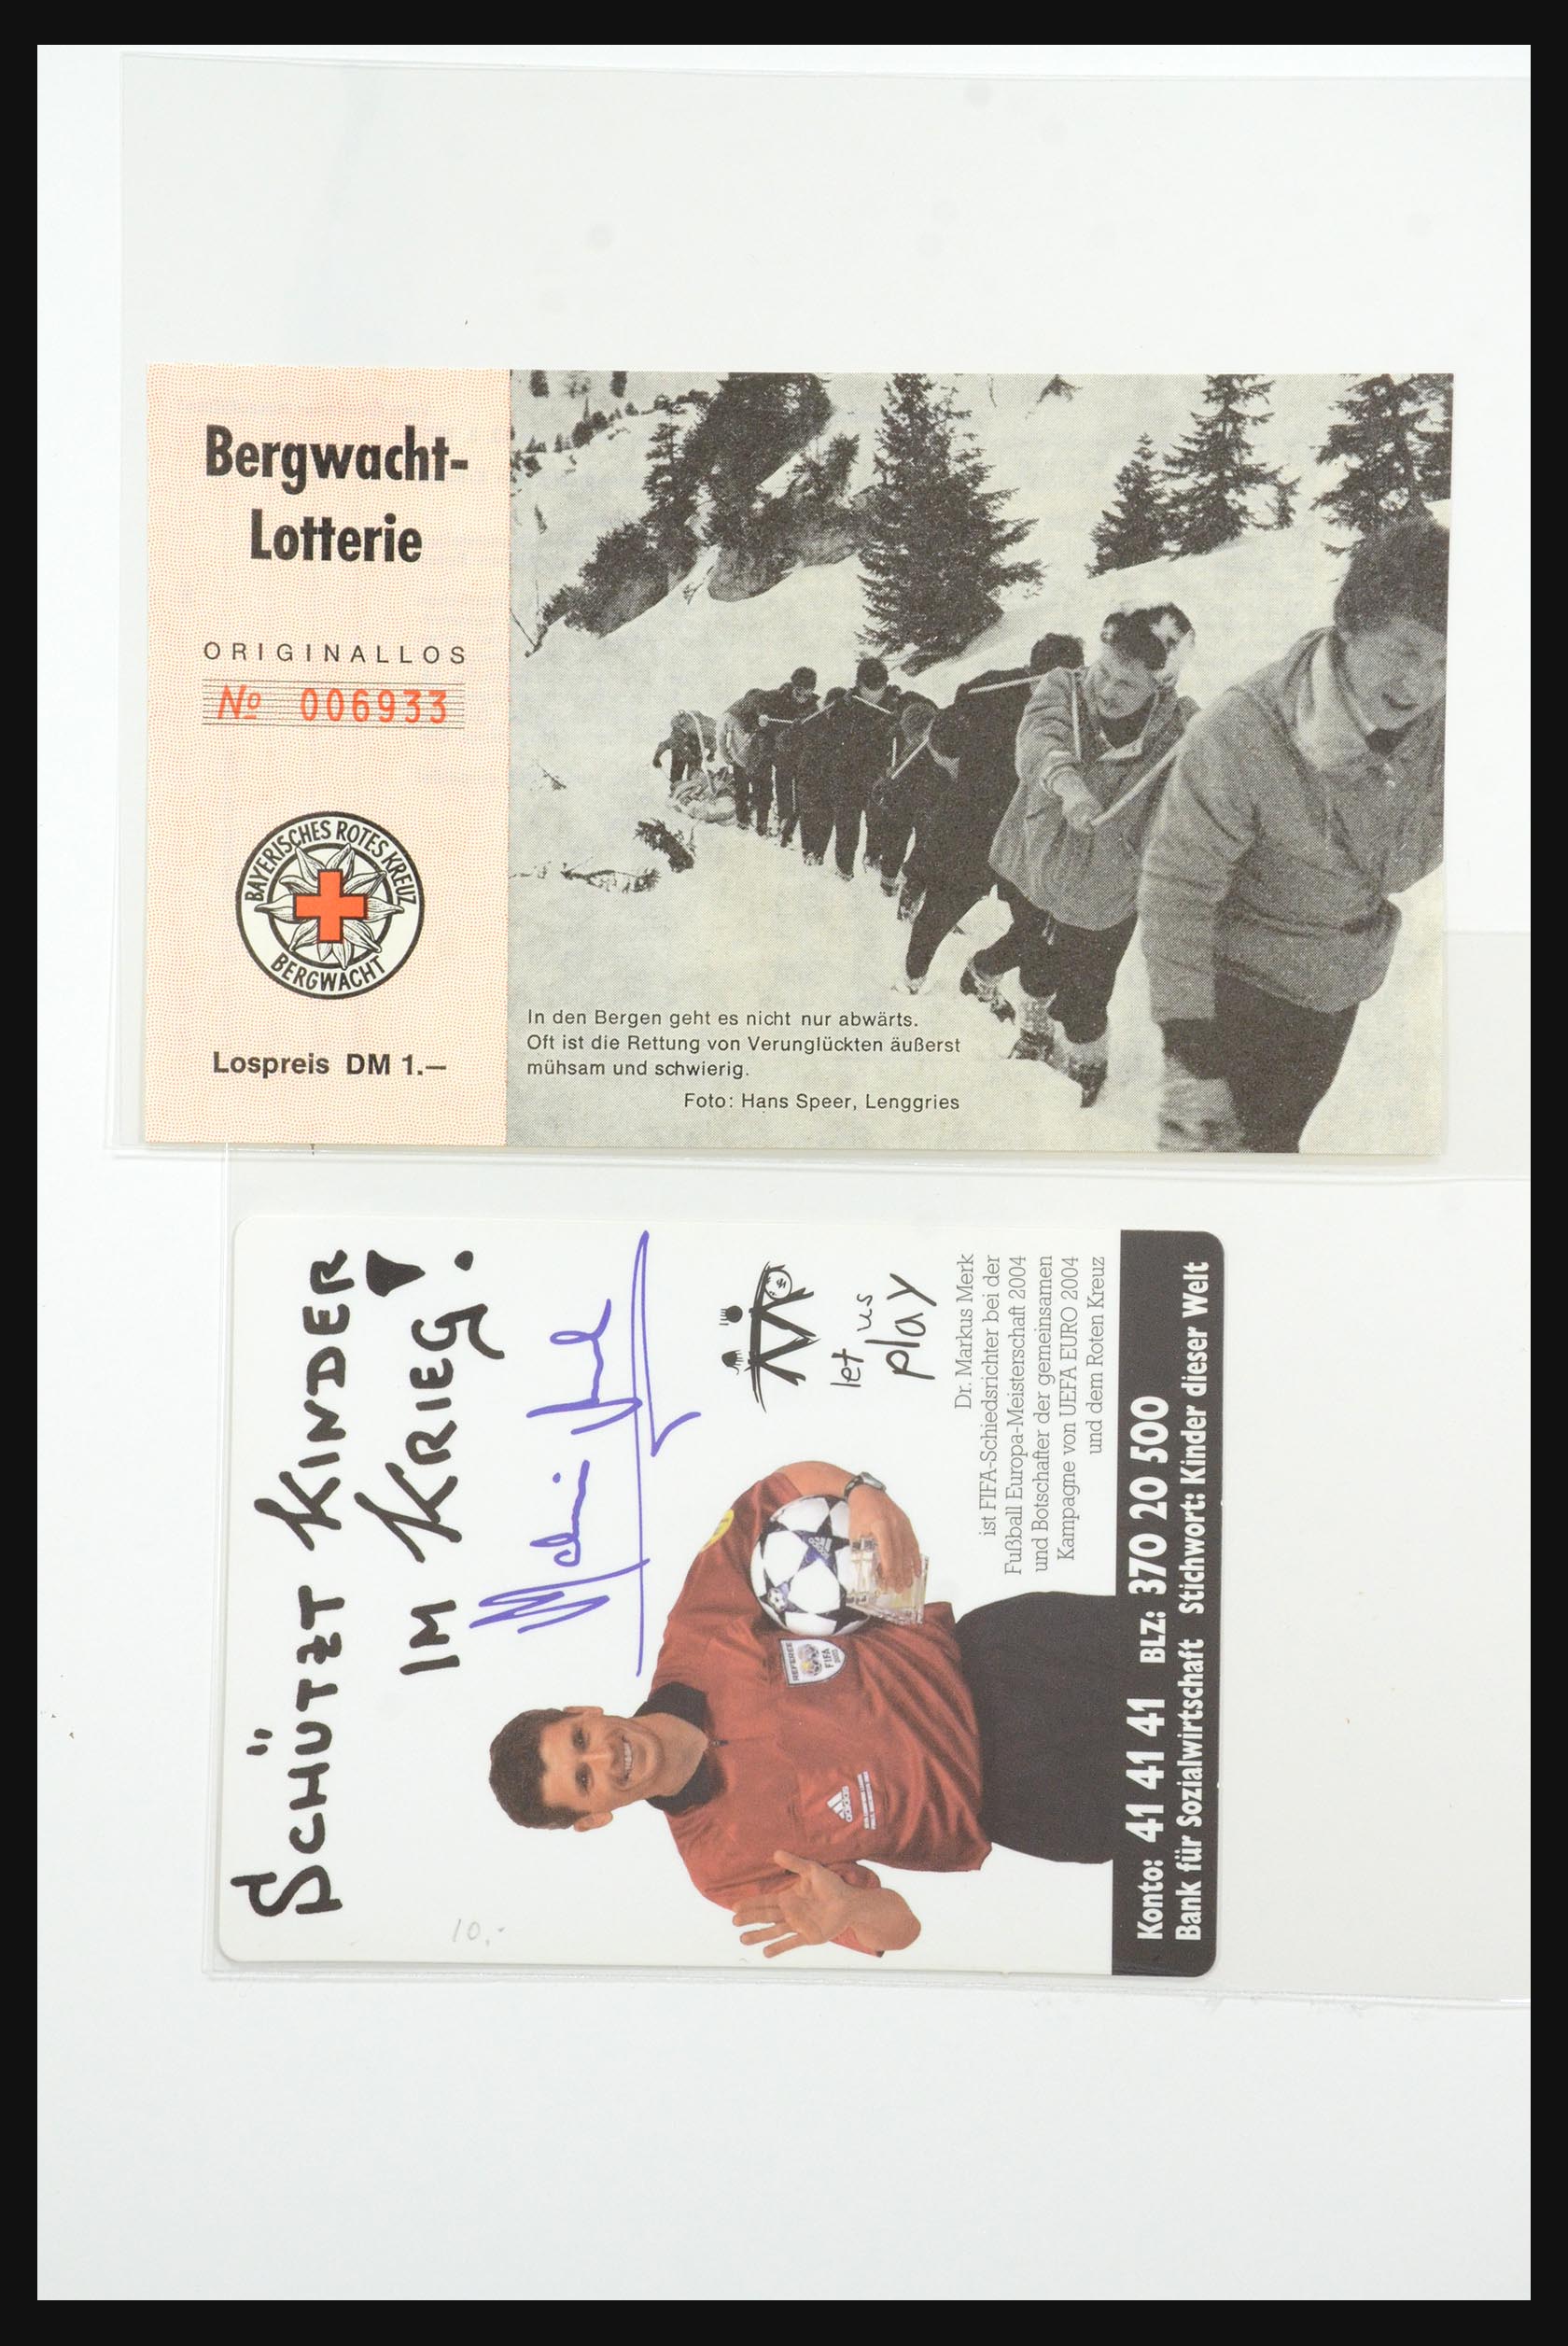 Bergwacht-
Lotterie
ORIGINALLOS
№ 006933
BAYERISCHES ROTES KREUZ
BERGWACHT
Lospreis DM 1.—
In den Bergen geht es nicht nur abwärts.
Oft ist die Rettung von Verunglückten äußerst
mühsam und schwierig.
Foto: Hans Speer, Lenggries
SCHÜTZT KINDER
IM KRIEG!
10,-
let us
play
REFEREE
FIFA
adidas
Dr. Markus Merk
ist FIFA-Schiedsrichter bei der
Fußball Europa-Meisterschaft 2004
und Botschafter der gemeinsamen
Kampagne von UEFA EURO 2004
und dem Roten Kreuz
Konto: 41 41 41 BLZ: 370 20 500
Bank für Sozialwirtschaft Stichwort: Kinder dieser Welt